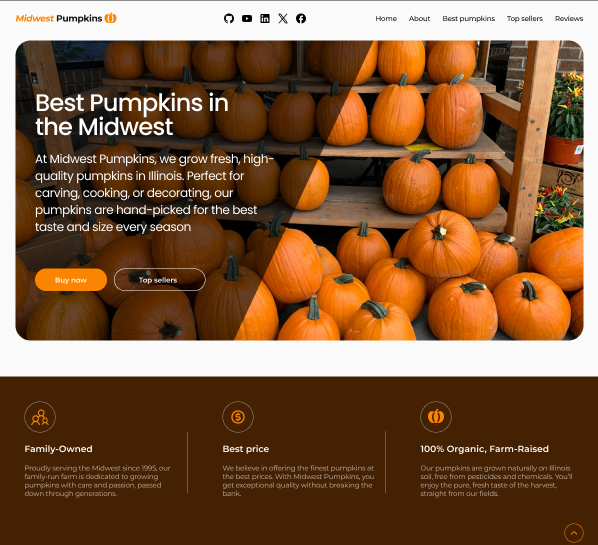 Midwest Pumpkins
Home About Best pumpkins Top sellers Reviews
Best Pumpkins in
the Midwest
At Midwest Pumpkins, we grow fresh, high-
quality pumpkins in Illinois. Perfect for
carving, cooking, or decorating, our
pumpkins are hand-picked for the best
taste and size every season
Buy now
Top sellers
Family-Owned
Proudly serving the Midwest since 1995, our
family-run farm is dedicated to growing
pumpkins with care and passion, passed
down through generations.
Best price
We believe in offering the finest pumpkins at
the best prices. With Midwest Pumpkins, you
get exceptional quality without breaking the
bank.
100% Organic, Farm-Raised
Our pumpkins are grown naturally on Illinois
soil, free from pesticides and chemicals. You'll
enjoy the pure, fresh taste of the harvest,
straight from our fields.